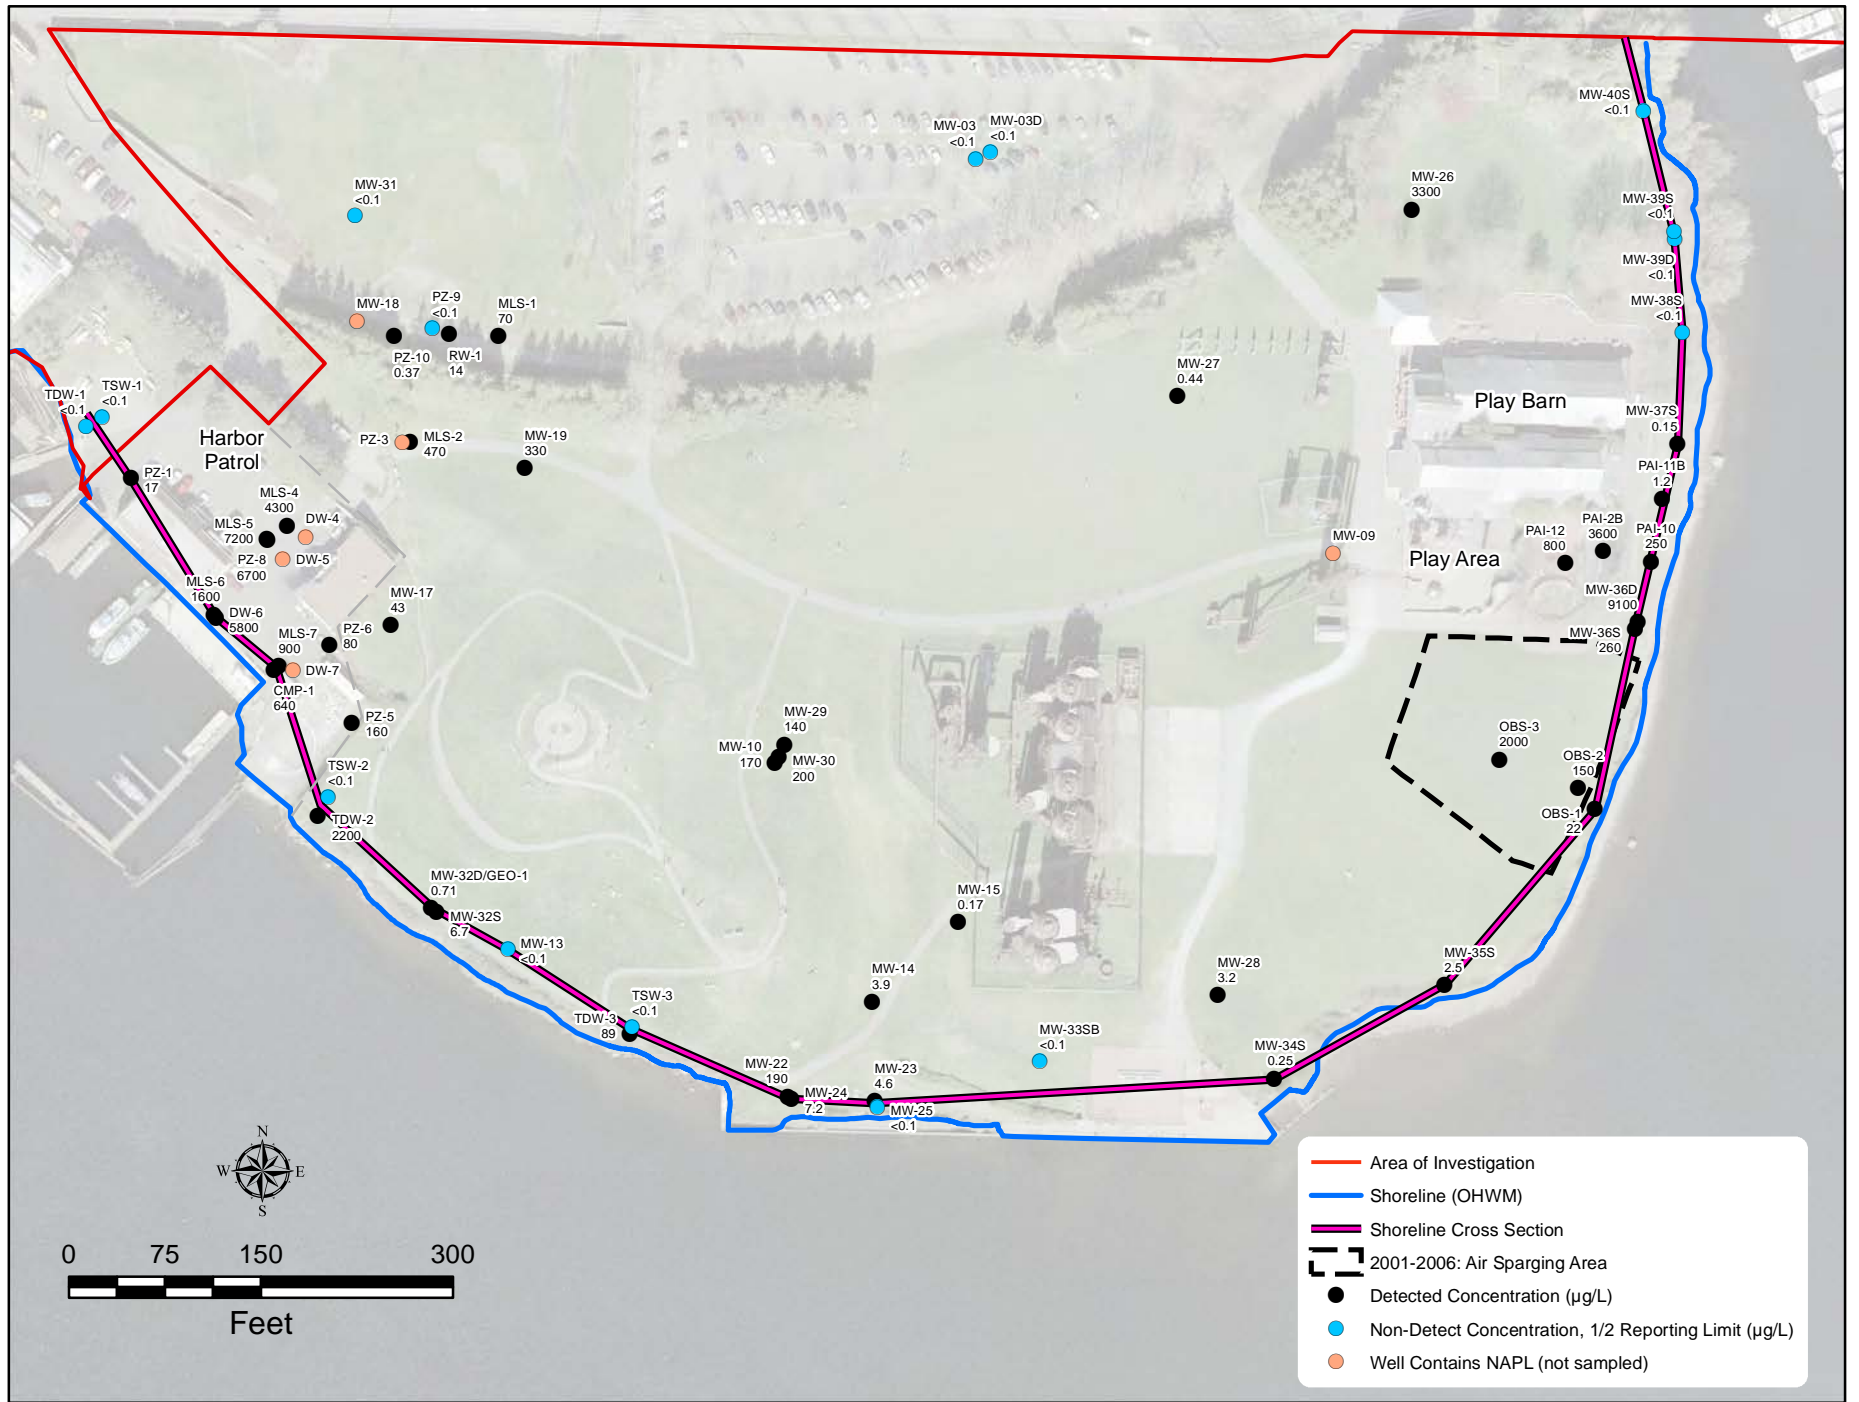 MW-40S
<0.1
MW-03
<0.1
MW-03D
<0.1
MW-31
<0.1
MW-26
3300
MW-39S
<0.1
MW-39D
<0.1
MW-38S
<0.1
MW-18
PZ-9
<0.1
MLS-1
70
PZ-10
0.37
RW-1
14
MW-27
0.44
TDW-1
<0.1
TSW-1
<0.1
Play Barn
MW-37S
0.15
Harbor
Patrol
PZ-3
MLS-2
470
MW-19
330
PZ-1
17
PAI-11B
1.2
MLS-4
4300
MLS-5
7200
DW-4
PZ-8
6700
DW-5
MW-09
Play Area
PAI-12
800
PAI-2B
3600
PAI-10
250
MLS-6
1600
DW-6
5800
MW-17
43
MW-36D
9100
MW-36S
260
MLS-7
900
PZ-6
80
DW-7
CMP-1
640
PZ-5
160
MW-29
140
MW-10
170
MW-30
200
OBS-3
2000
OBS-2
150
OBS-1
22
TSW-2
<0.1
TDW-2
2200
MW-32D/GEO-1
0.71
MW-32S
6.7
MW-13
<0.1
MW-15
0.17
MW-14
3.9
MW-28
3.2
MW-35S
2.5
TSW-3
<0.1
TDW-3
89
MW-33SB
<0.1
MW-34S
0.25
MW-22
190
MW-24
7.2
MW-23
4.6
MW-25
<0.1
N
W
E
S
0 75 150 300
Feet
Area of Investigation
Shoreline (OHWM)
Shoreline Cross Section
2001-2006: Air Sparging Area
Detected Concentration (µg/L)
Non-Detect Concentration, 1/2 Reporting Limit (µg/L)
Well Contains NAPL (not sampled)